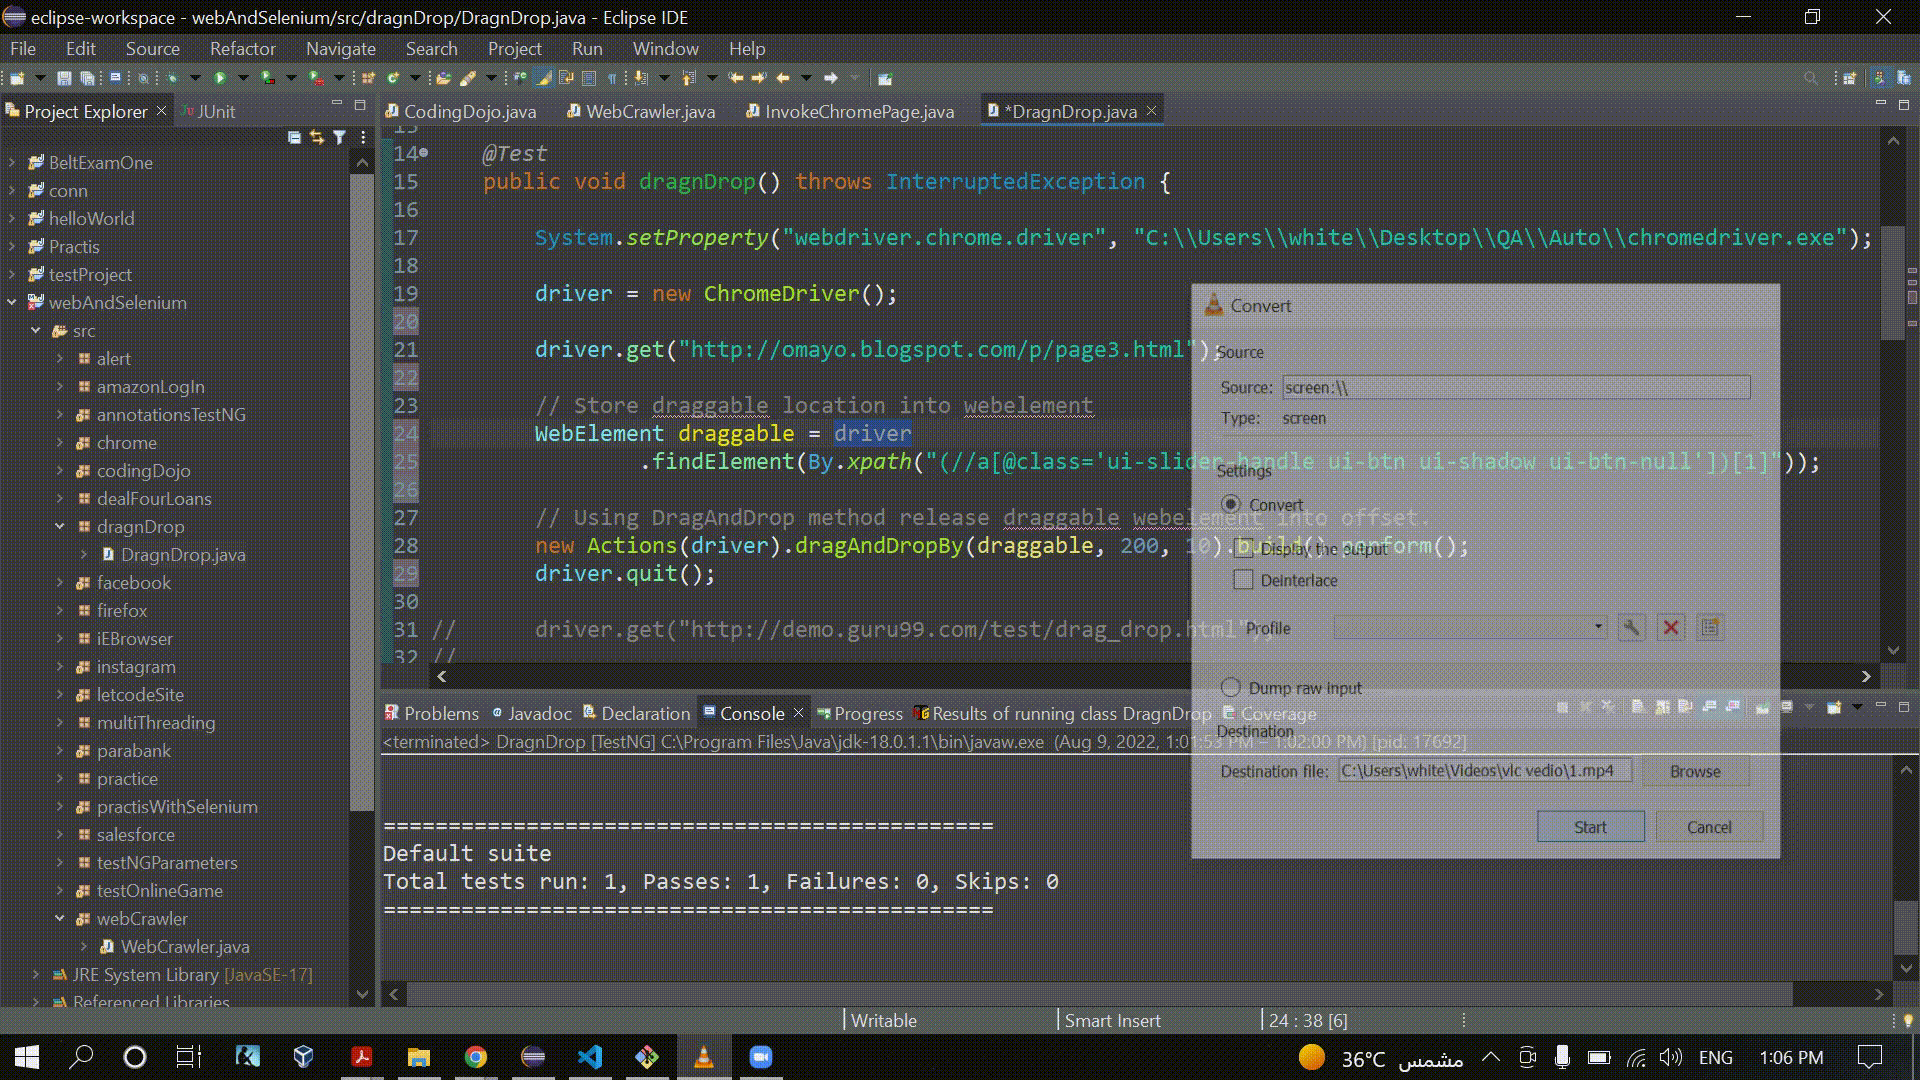 eclipse-workspace - webAndSelenium/src/dragnDrop/DragnDrop.java - Eclipse IDE
File Edit Source Refactor Navigate Search Project Run Window Help
Project Explorer JUnit
CodingDojo.java WebCrawler.java InvokeChromePage.java *DragnDrop.java
BeltExamOne
conn
helloWorld
Practis
testProject
webAndSelenium
src
alert
amazonLogIn
annotationsTestNG
chrome
codingDojo
dealFourLoans
dragnDrop
DragnDrop.java
facebook
firefox
iEBrowser
instagram
letcodeSite
multiThreading
parabank
practice
practisWithSelenium
salesforce
testNGParameters
testOnlineGame
webCrawler
WebCrawler.java
JRE System Library [JavaSE-17]
Referenced Libraries
13
14 @Test
15 public void dragnDrop() throws InterruptedException {
16
17 System.setProperty("webdriver.chrome.driver", "C:\\Users\\white\\Desktop\\QA\\Auto\\chromedriver.exe");
18
19 driver = new ChromeDriver();
20
21 driver.get("http://omayo.blogspot.com/p/page3.html");
22
23 // Store draggable location into webelement
24 WebElement draggable = driver
25 .findElement(By.xpath("(//a[@class='ui-slider-handle ui-btn ui-shadow ui-btn-null'])[1]"));
26
27 // Using DragAndDrop method release draggable webelement into offset.
28 new Actions(driver).dragAndDropBy(draggable, 200, 10).build().perform();
29 driver.quit();
30
31 // driver.get("http://demo.guru99.com/test/drag_drop.html");
32 //
Convert
Source
Source: screen:\\
Type: screen
Settings
Convert
Display the output
Deinterlace
Profile
Dump raw input
Destination
Destination file: C:\Users\white\Videos\vlc vedio\1.mp4 Browse
Start Cancel
Problems Javadoc Declaration Console Progress Results of running class DragnDrop Coverage
<terminated> DragnDrop [TestNG] C:\Program Files\Java\jdk-18.0.1.1\bin\javaw.exe (Aug 9, 2022, 1:01:53 PM – 1:02:00 PM) [pid: 17692]
===============================================
Default suite
Total tests run: 1, Passes: 1, Failures: 0, Skips: 0
===============================================
Writable Smart Insert 24 : 38 [6]
36°C مشمس ENG 1:06 PM